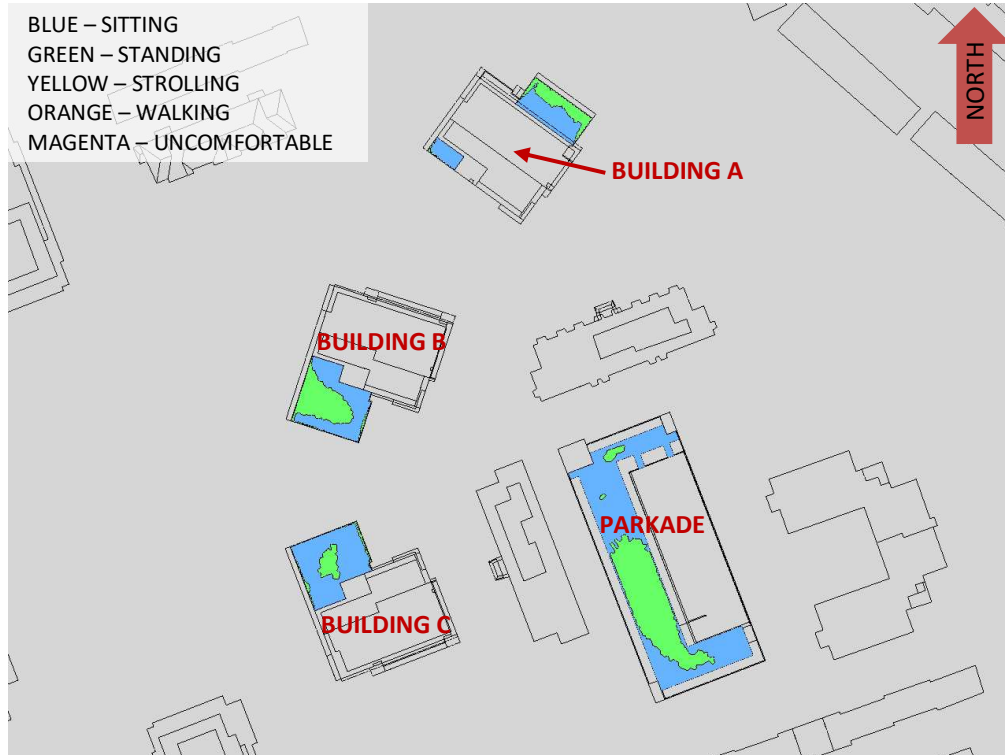 BLUE – SITTING
GREEN – STANDING
YELLOW – STROLLING
ORANGE – WALKING
MAGENTA – UNCOMFORTABLE
NORTH
BUILDING A
BUILDING B
PARKADE
BUILDING C